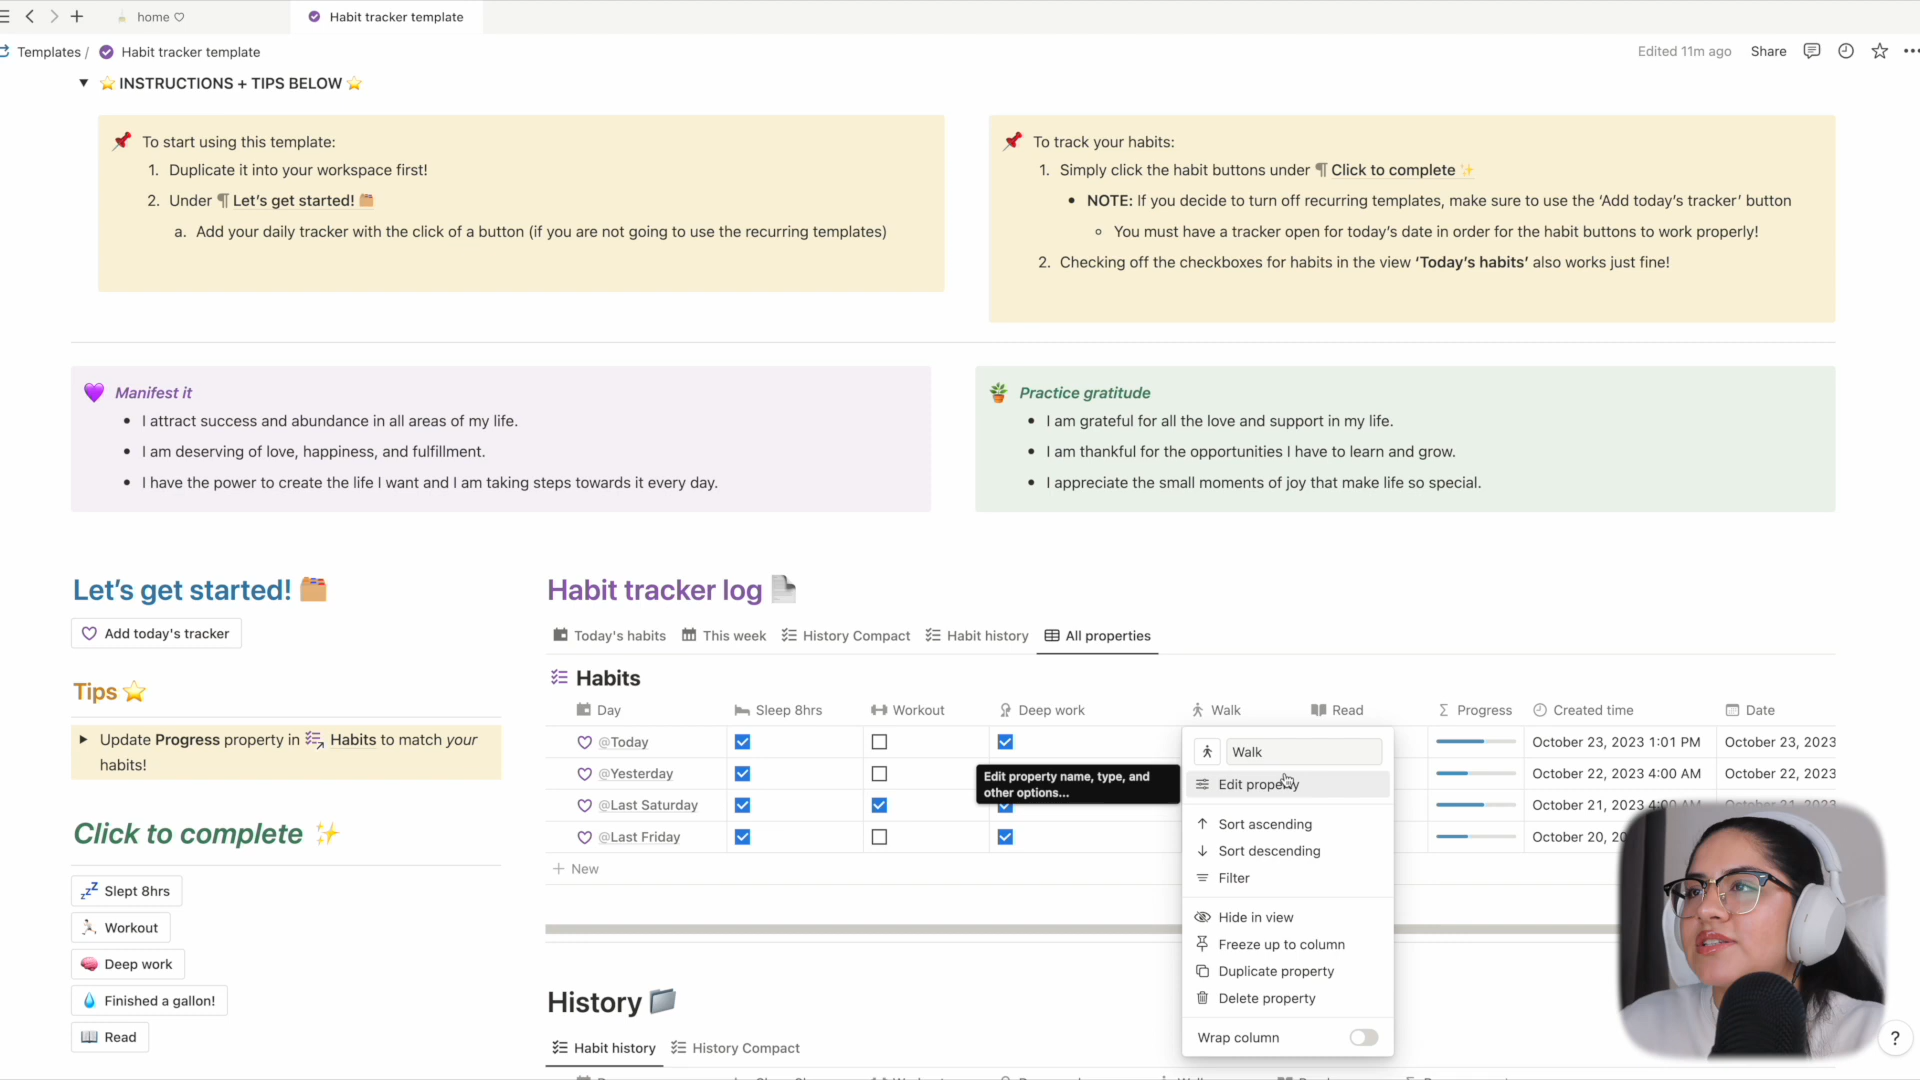 home ♡
Habit tracker template
Templates / Habit tracker template
Edited 11m ago Share
⭐ INSTRUCTIONS + TIPS BELOW ⭐
To start using this template:
1. Duplicate it into your workspace first!
2. Under ¶ Let's get started!
a. Add your daily tracker with the click of a button (if you are not going to use the recurring templates)
To track your habits:
1. Simply click the habit buttons under ¶ Click to complete ✨
• NOTE: If you decide to turn off recurring templates, make sure to use the 'Add today's tracker' button
◦ You must have a tracker open for today's date in order for the habit buttons to work properly!
2. Checking off the checkboxes for habits in the view 'Today's habits' also works just fine!
Manifest it
• I attract success and abundance in all areas of my life.
• I am deserving of love, happiness, and fulfillment.
• I have the power to create the life I want and I am taking steps towards it every day.
Practice gratitude
• I am grateful for all the love and support in my life.
• I am thankful for the opportunities I have to learn and grow.
• I appreciate the small moments of joy that make life so special.
Let's get started!
Add today's tracker
Tips ⭐
Update Progress property in Habits to match your
habits!
Click to complete ✨
Slept 8hrs
Workout
Deep work
Finished a gallon!
Read
Habit tracker log
Today's habits This week History Compact Habit history All properties
Habits
Day Sleep 8hrs Workout Deep work Walk Read Progress Created time Date
@Today October 23, 2023 1:01 PM October 23, 2023
@Yesterday October 22, 2023 4:00 AM October 22, 2023
@Last Saturday October 21, 2023 4:00 AM October 21, 2023
@Last Friday October 20, 20
+ New
Walk
Edit property
Edit property name, type, and
other options...
Sort ascending
Sort descending
Filter
Hide in view
Freeze up to column
Duplicate property
Delete property
Wrap column
History
Habit history History Compact
?